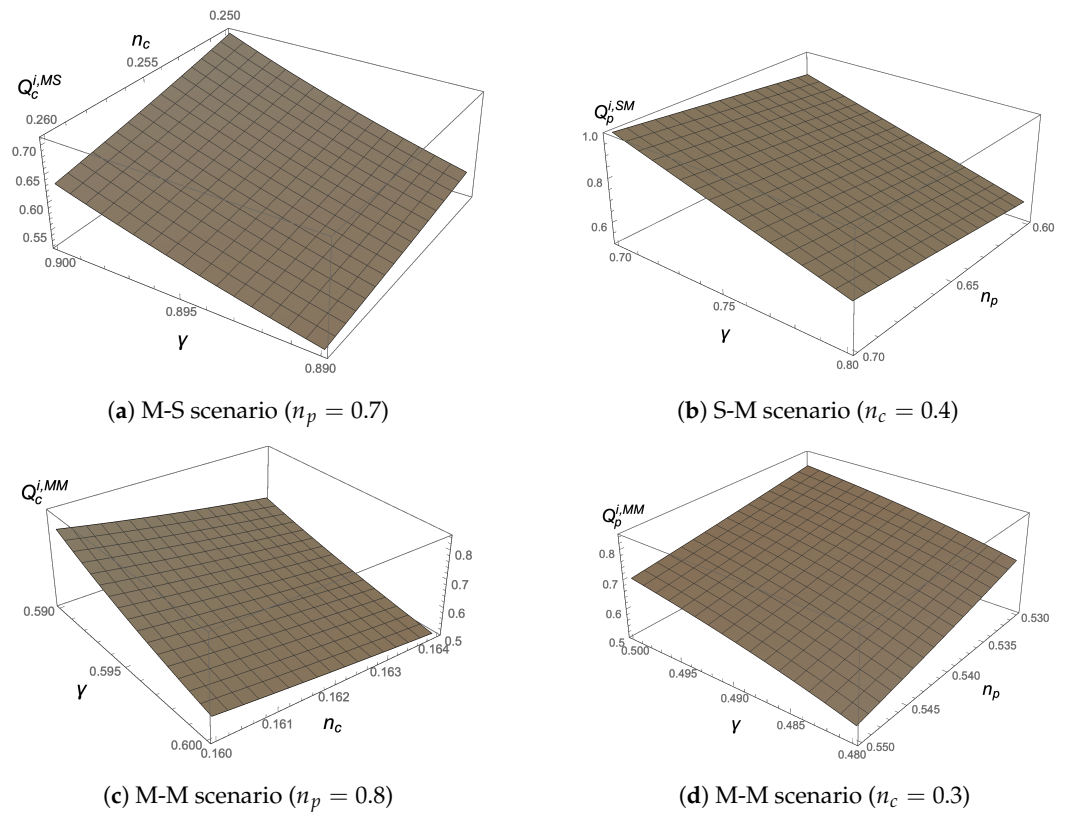 0.250
n_c
0.255
Q_c^{i,MS}
0.260
0.70
0.65
0.60
0.55
0.900
0.895
γ
0.890
(a) M-S scenario (n_p = 0.7)
Q_p^{i,SM}
1.0
0.8
0.6
0.70
0.75
γ
0.80
0.70
0.65
n_p
0.60
(b) S-M scenario (n_c = 0.4)
Q_c^{i,MM}
0.590
0.595
γ
0.600
0.160
0.161
0.162
n_c
0.163
0.164
0.5
0.6
0.7
0.8
(c) M-M scenario (n_p = 0.8)
Q_p^{i,MM}
0.8
0.7
0.6
0.5
0.500
0.495
0.490
γ
0.485
0.480
0.550
0.545
0.540
n_p
0.535
0.530
(d) M-M scenario (n_c = 0.3)